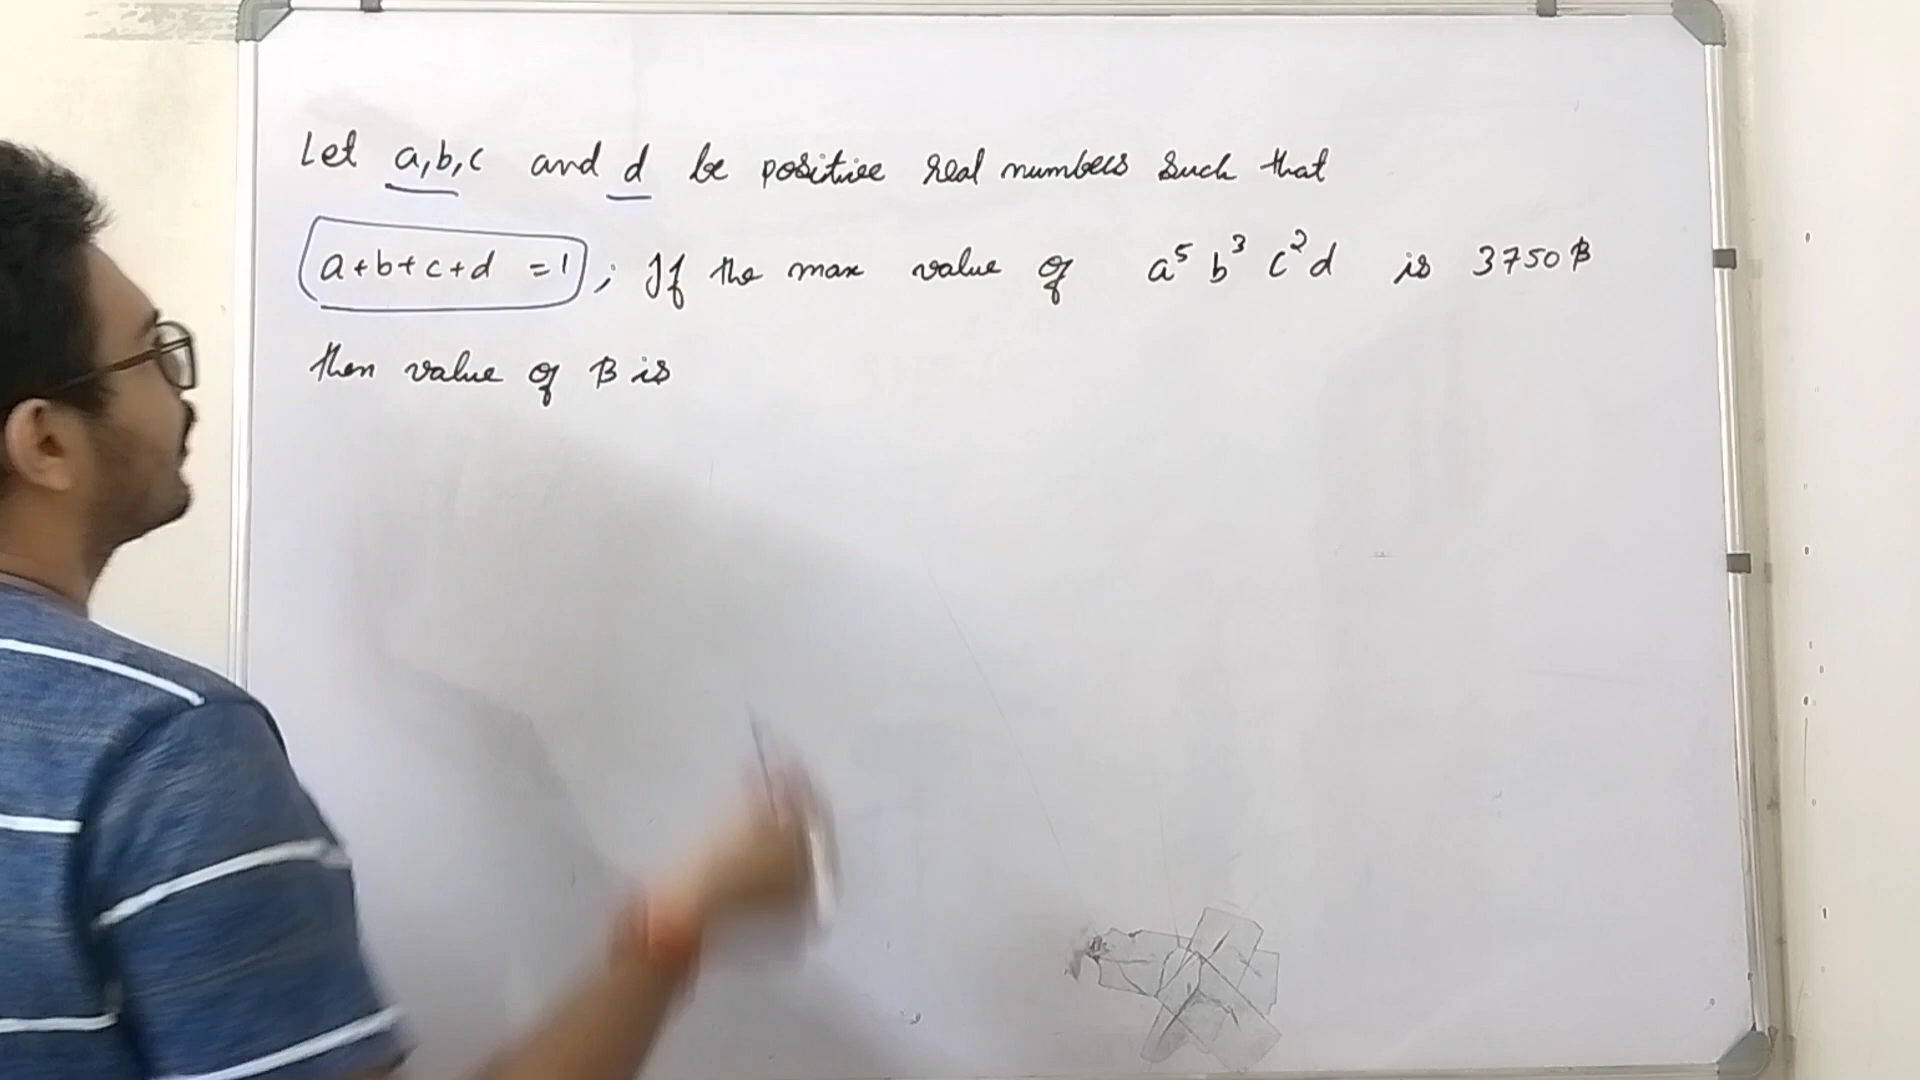 Let a,b,c and d be positive real numbers such that
a+b+c+d =1 ; If the max value of a⁵ b³ c² d is 3750 β
then value of β is